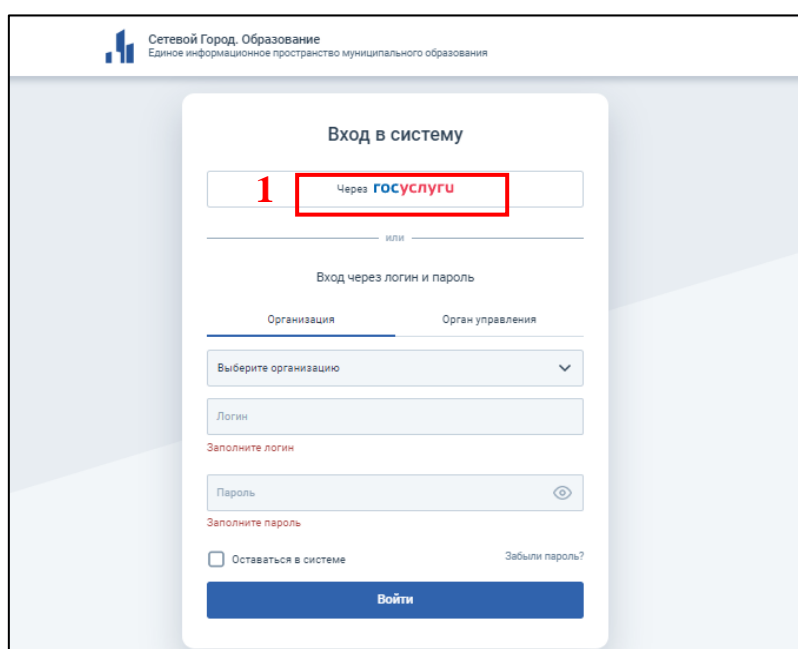 Сетевой Город. Образование
Единое информационное пространство муниципального образования
Вход в систему
1 Через госуслуги
или
Вход через логин и пароль
Организация Орган управления
Выберите организацию
Логин
Заполните логин
Пароль
Заполните пароль
Оставаться в системе Забыли пароль?
Войти